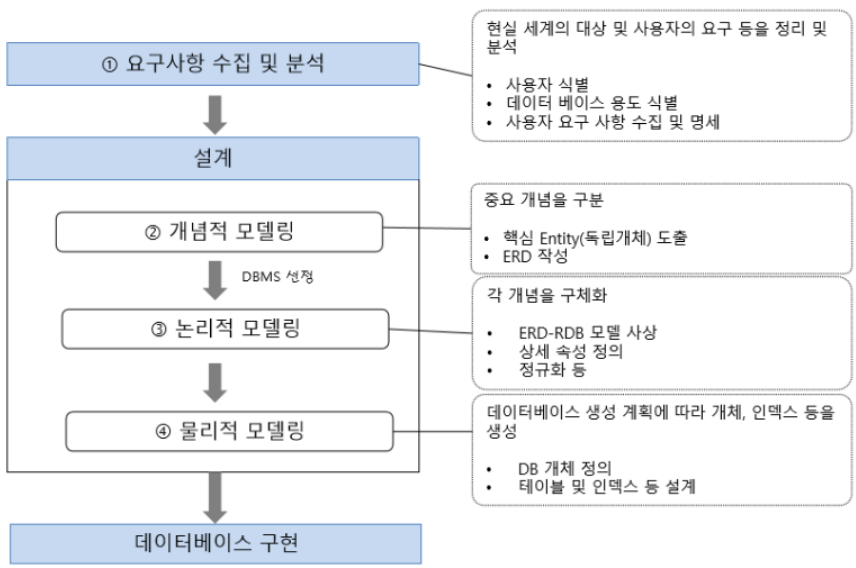 ① 요구사항 수집 및 분석
현실 세계의 대상 및 사용자의 요구 등을 정리 및
분석
• 사용자 식별
• 데이터 베이스 용도 식별
• 사용자 요구 사항 수집 및 명세
설계
② 개념적 모델링
중요 개념을 구분
• 핵심 Entity(독립개체) 도출
• ERD 작성
DBMS 선정
③ 논리적 모델링
각 개념을 구체화
• ERD-RDB 모델 사상
• 상세 속성 정의
• 정규화 등
④ 물리적 모델링
데이터베이스 생성 계획에 따라 개체, 인덱스 등을
생성
• DB 개체 정의
• 테이블 및 인덱스 등 설계
데이터베이스 구현